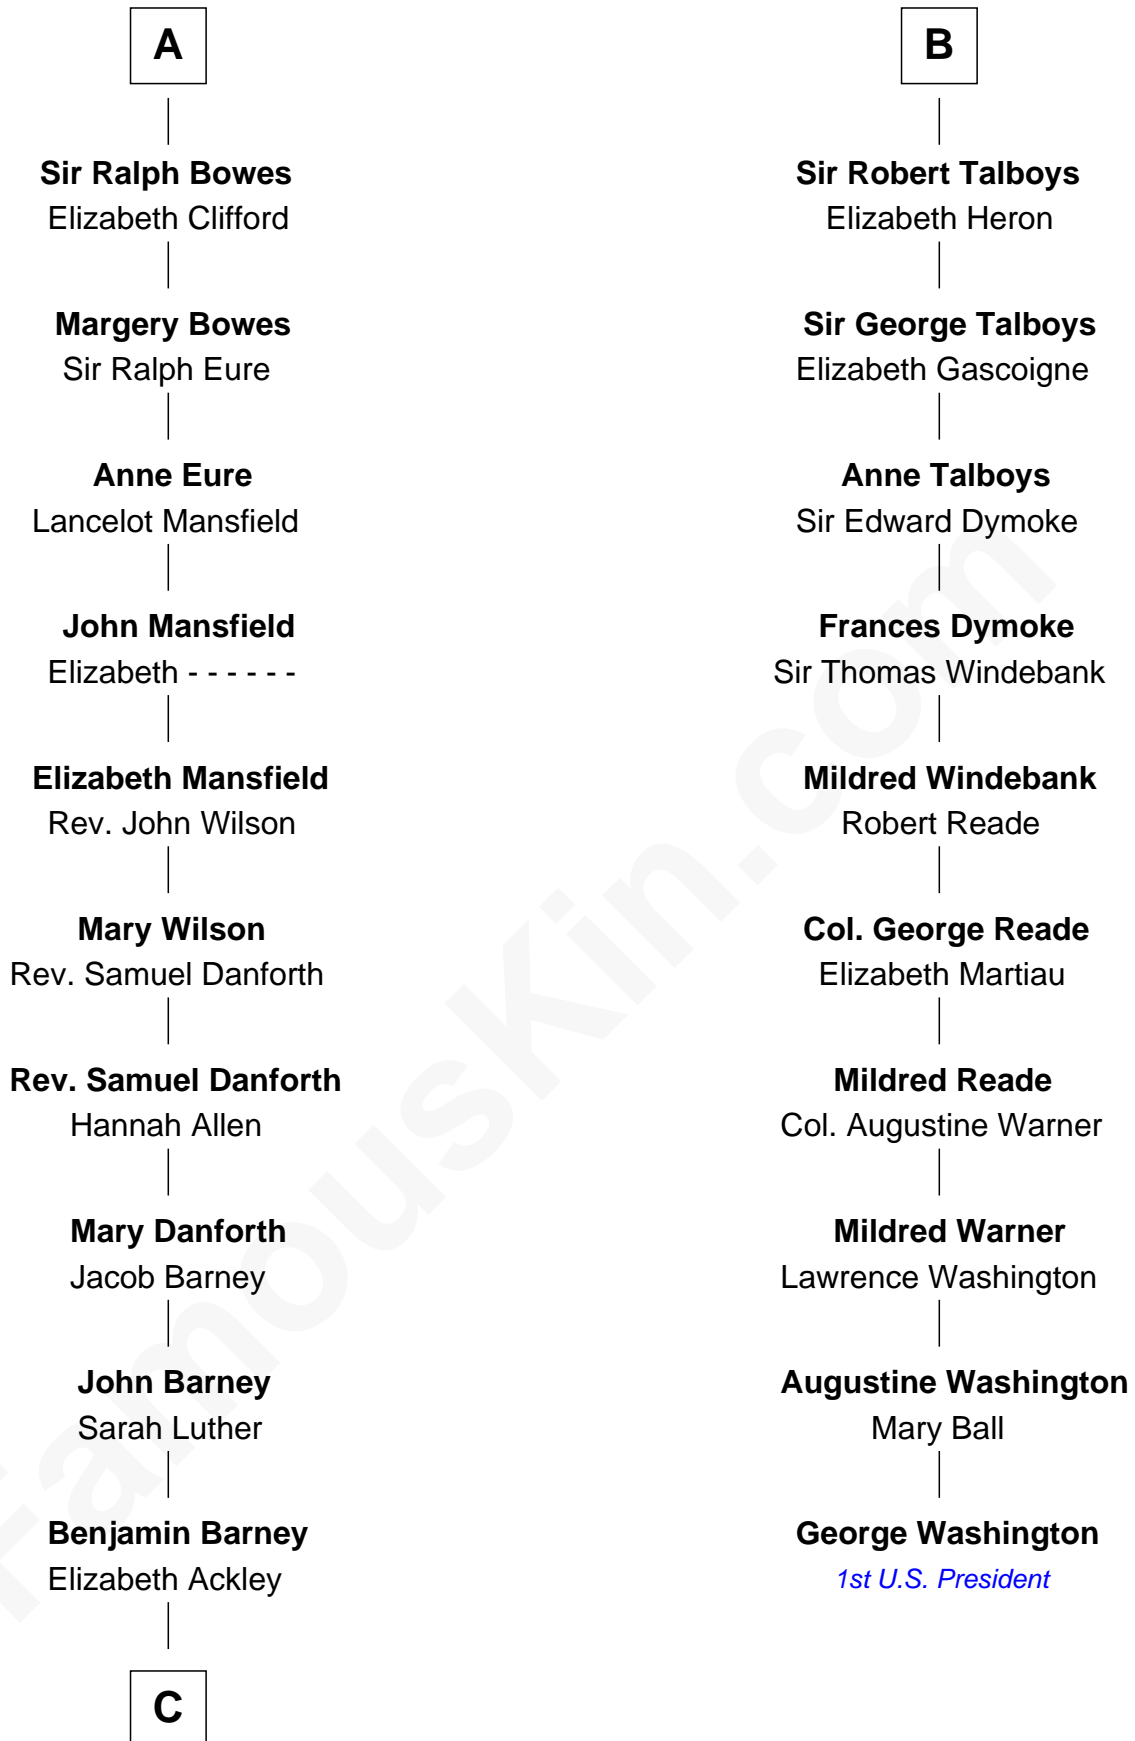 A
Sir Ralph Bowes
Elizabeth Clifford
Margery Bowes
Sir Ralph Eure
Anne Eure
Lancelot Mansfield
John Mansfield
Elizabeth - - - - - -
Elizabeth Mansfield
Rev. John Wilson
Mary Wilson
Rev. Samuel Danforth
Rev. Samuel Danforth
Hannah Allen
Mary Danforth
Jacob Barney
John Barney
Sarah Luther
Benjamin Barney
Elizabeth Ackley
C
B
Sir Robert Talboys
Elizabeth Heron
Sir George Talboys
Elizabeth Gascoigne
Anne Talboys
Sir Edward Dymoke
Frances Dymoke
Sir Thomas Windebank
Mildred Windebank
Robert Reade
Col. George Reade
Elizabeth Martiau
Mildred Reade
Col. Augustine Warner
Mildred Warner
Lawrence Washington
Augustine Washington
Mary Ball
George Washington
1st U.S. President
FamousKin.com